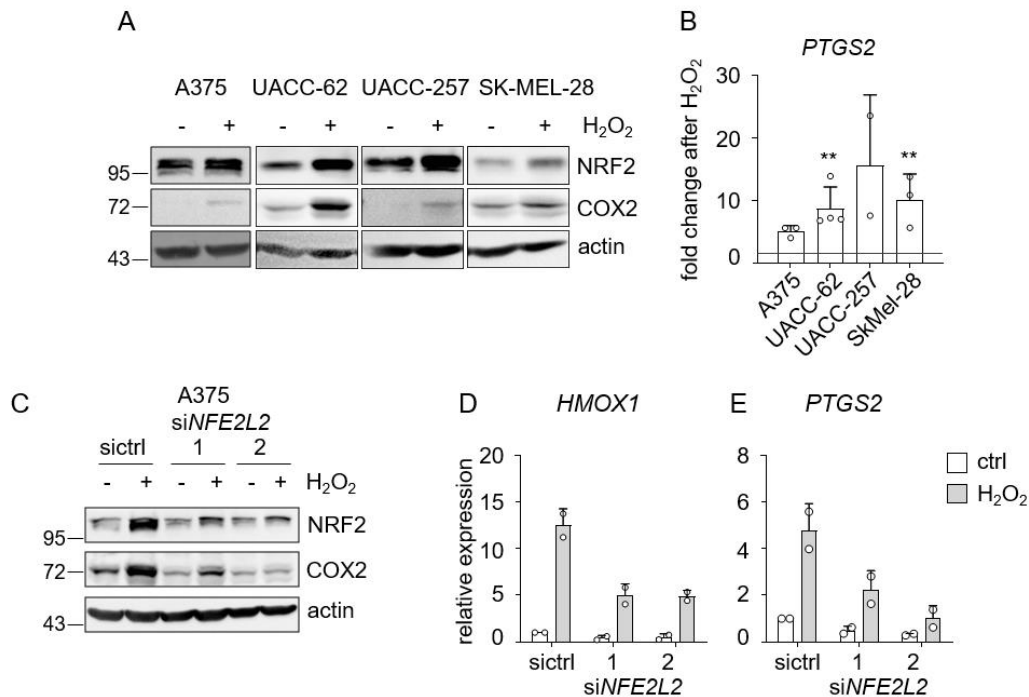 A
A375 UACC-62 UACC-257 SK-MEL-28
- + - + - + - + H₂O₂
95 NRF2
72 COX2
43 actin
B
PTGS2
fold change after H₂O₂
30
20
10
0
** **
A375 UACC-62 UACC-257 SkMel-28
C
A375
siNFE2L2
sictrl 1 2
- + - + - + H₂O₂
95 NRF2
72 COX2
43 actin
D
HMOX1
relative expression
20
15
10
5
0
sictrl 1 2
siNFE2L2
E
PTGS2
8
6
4
2
0
sictrl 1 2
siNFE2L2
ctrl
H₂O₂